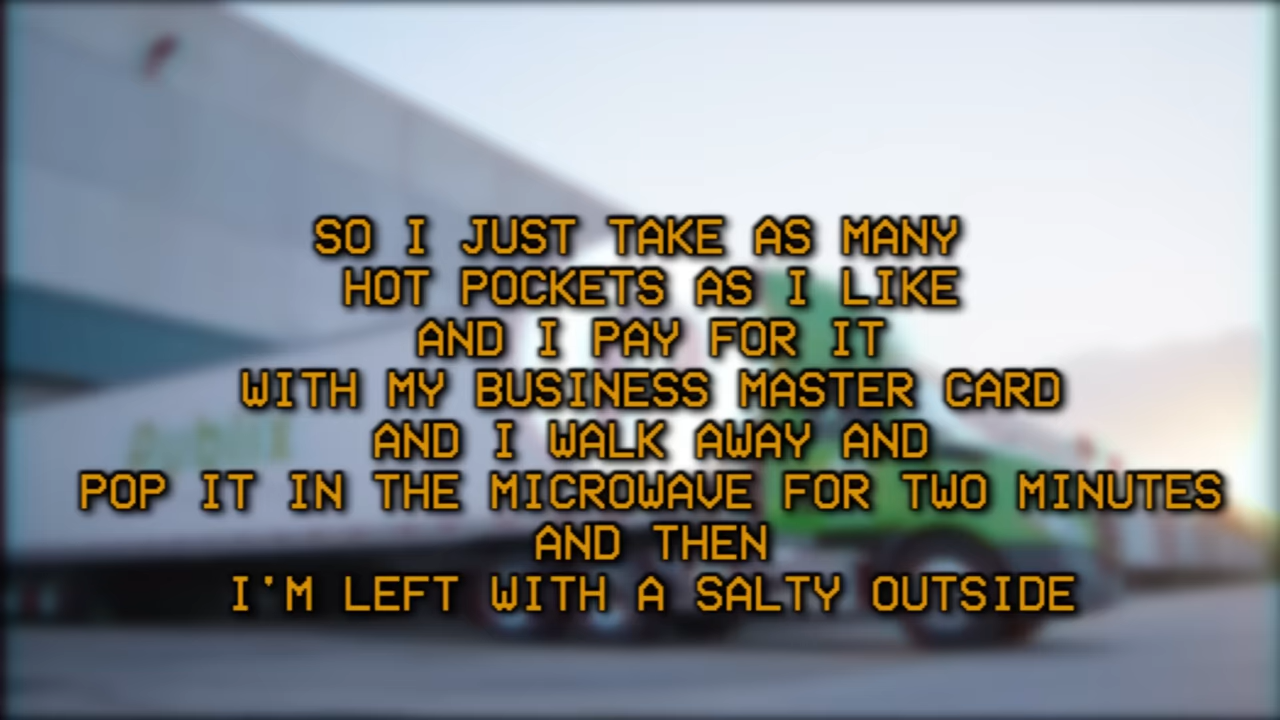 SO I JUST TAKE AS MANY
HOT POCKETS AS I LIKE
AND I PAY FOR IT
WITH MY BUSINESS MASTER CARD
AND I WALK AWAY AND
POP IT IN THE MICROWAVE FOR TWO MINUTES
AND THEN
I'M LEFT WITH A SALTY OUTSIDE